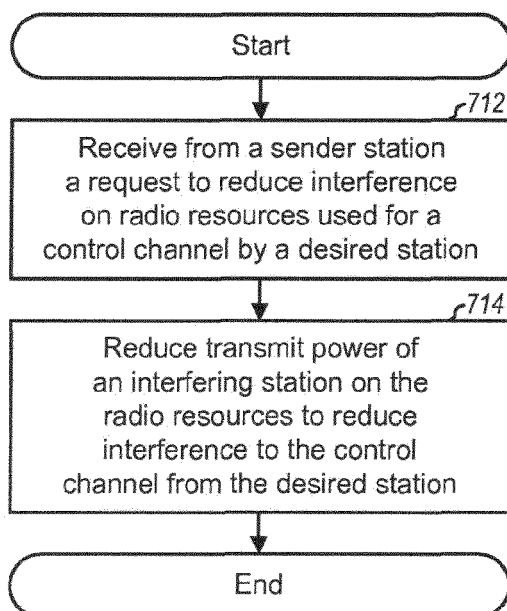 Start
712
Receive from a sender station
a request to reduce interference
on radio resources used for a
control channel by a desired station
714
Reduce transmit power of
an interfering station on the
radio resources to reduce
interference to the control
channel from the desired station
End